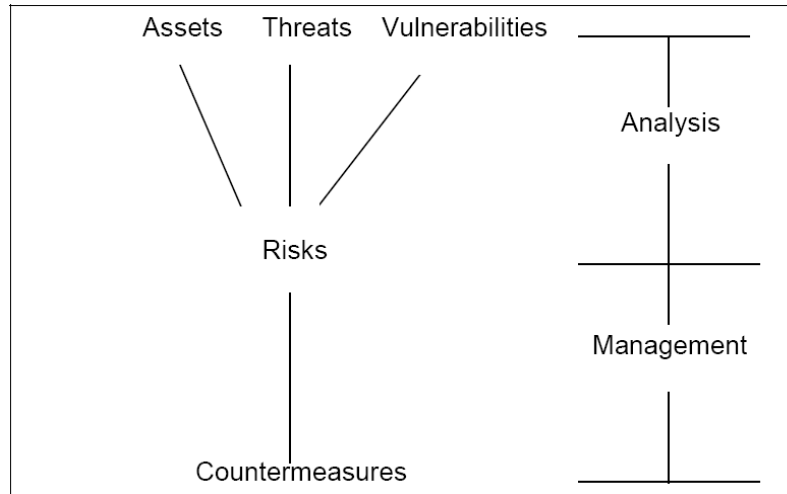 Assets Threats Vulnerabilities
Analysis
Risks
Management
Countermeasures